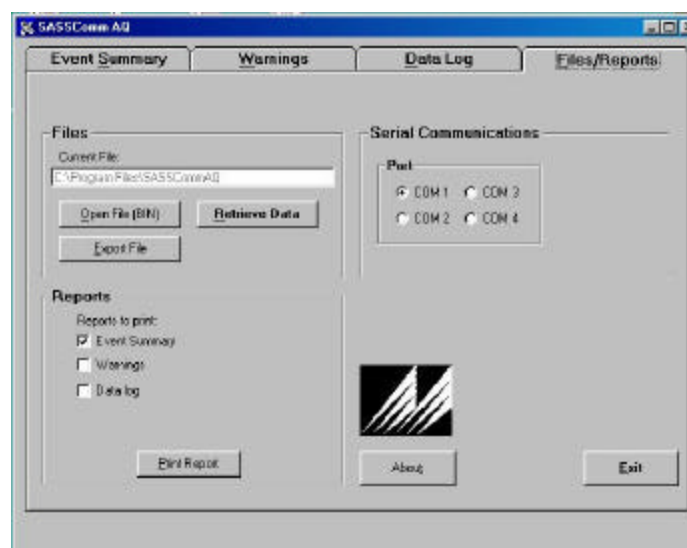 SASSComm AQ
Event Summary
Warnings
Data Log
Files/Reports
Files
Current File:
C:\Program Files\SASSCommAQ
Open File (BIN)
Retrieve Data
Export File
Serial Communications
Port
COM 1
COM 3
COM 2
COM 4
Reports
Reports to print:
Event Summary
Warnings
Data log
Print Report
About
Exit